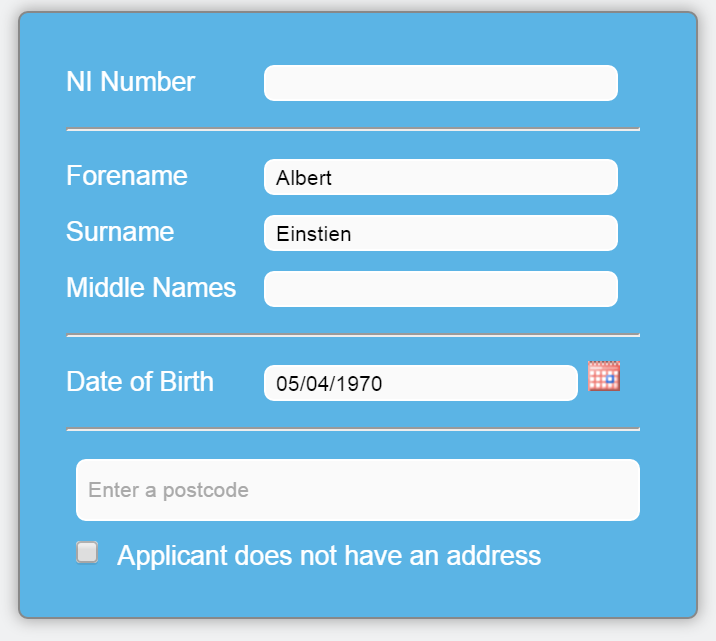 NI Number
Forename Albert
Surname Einstien
Middle Names
Date of Birth 05/04/1970
Enter a postcode
Applicant does not have an address